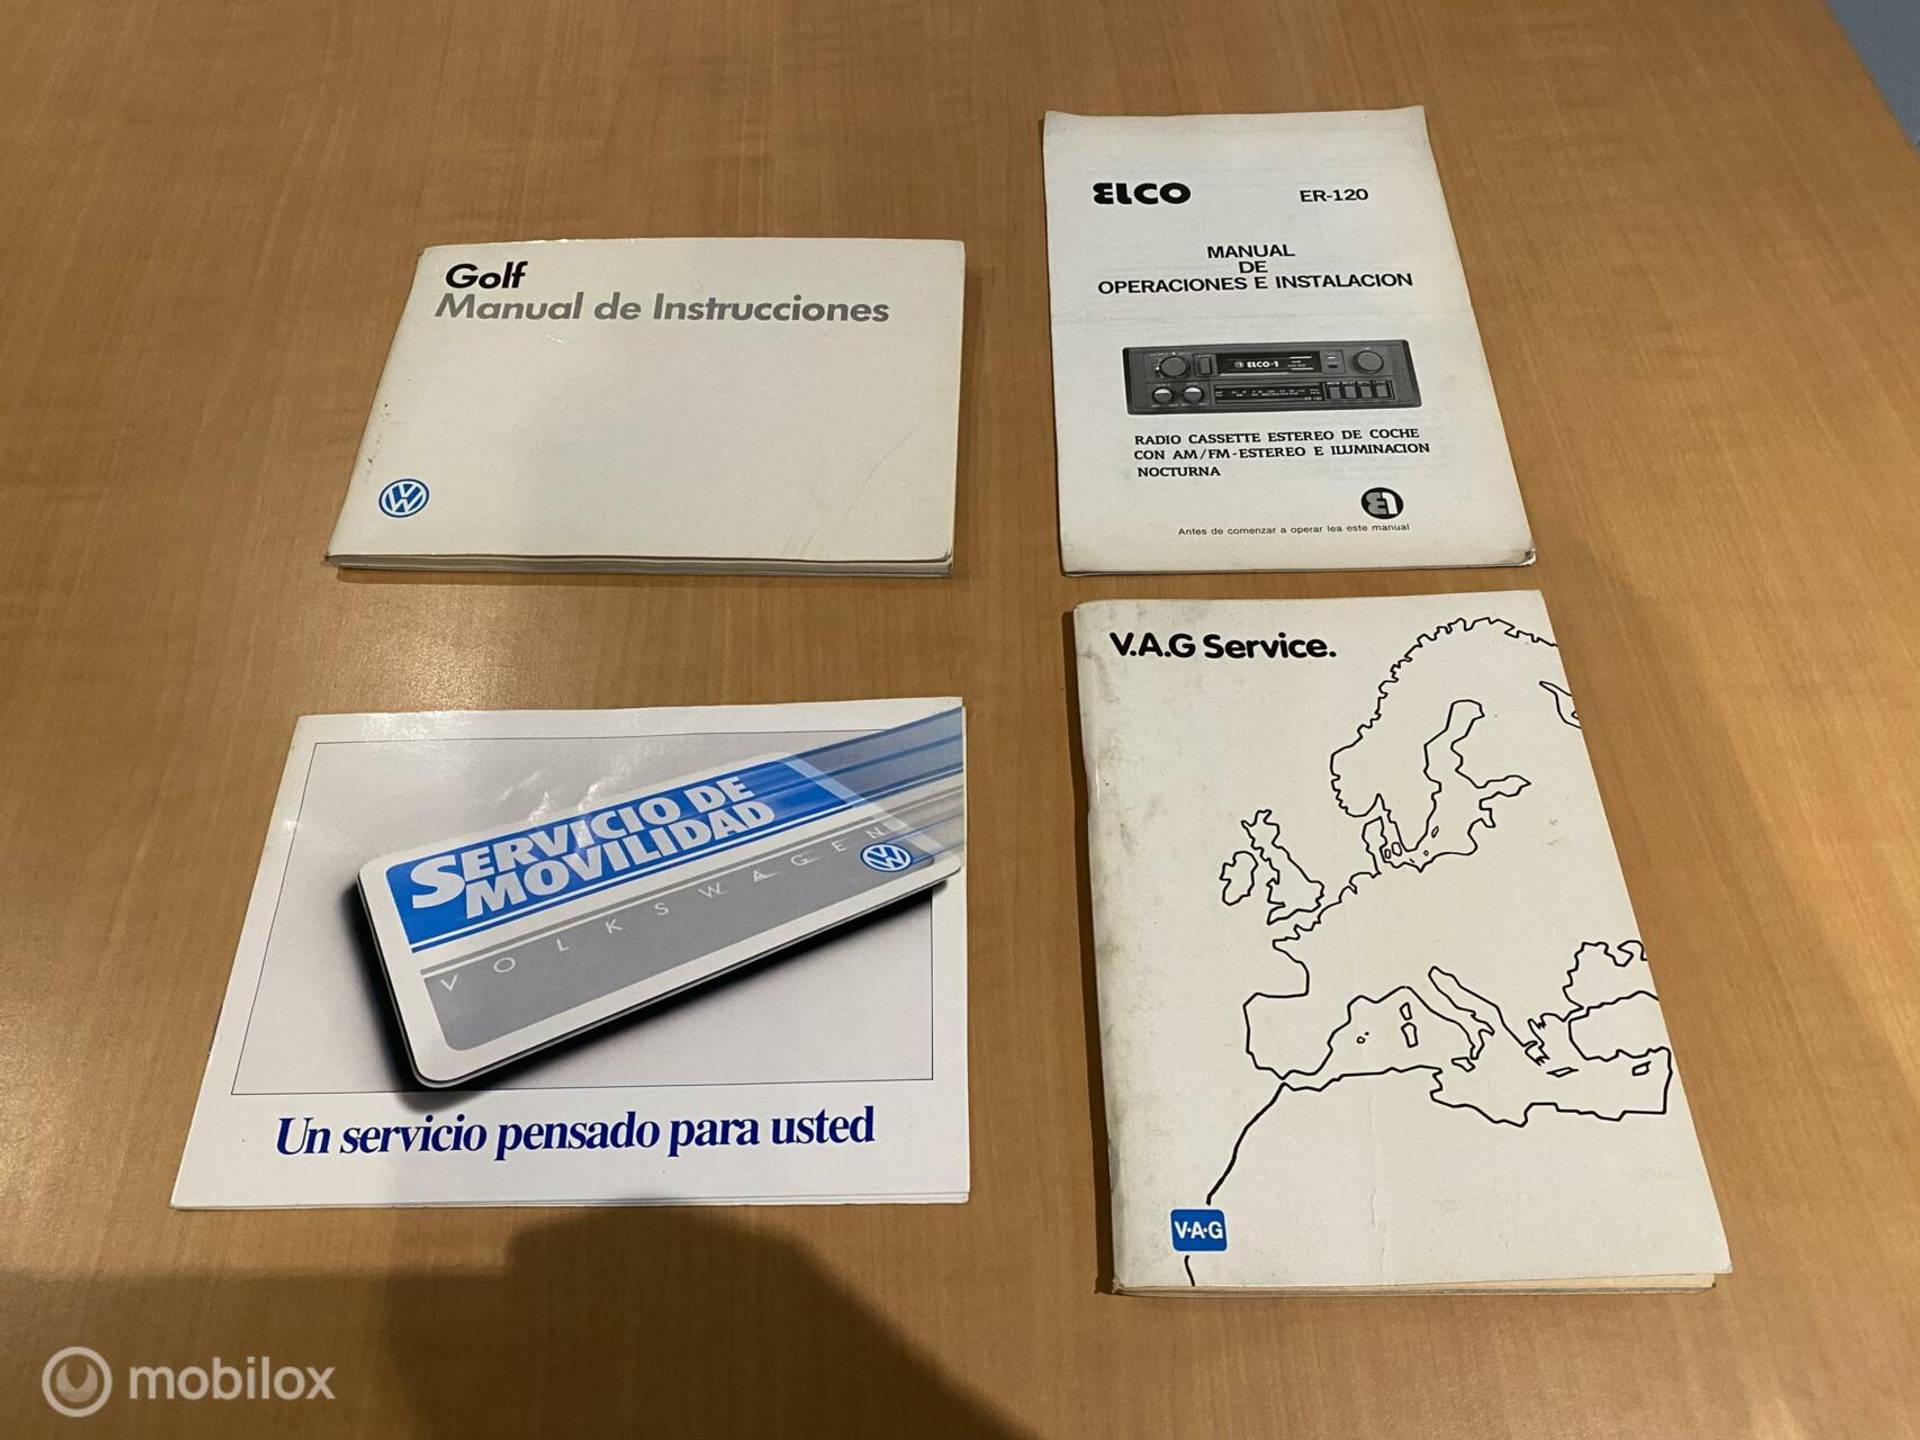 Golf
Manual de Instrucciones
ELCO
ER-120
MANUAL
DE
OPERACIONES E INSTALACION
ELCO-1
ER-120
RADIO CASSETTE ESTEREO DE COCHE
CON AM/FM-ESTEREO E ILUMINACION
NOCTURNA
Antes de comenzar a operar lea este manual
SERVICIO DE
MOVILIDAD
VOLKSWAGEN
Un servicio pensado para usted
V.A.G Service.
V·A·G
mobilox